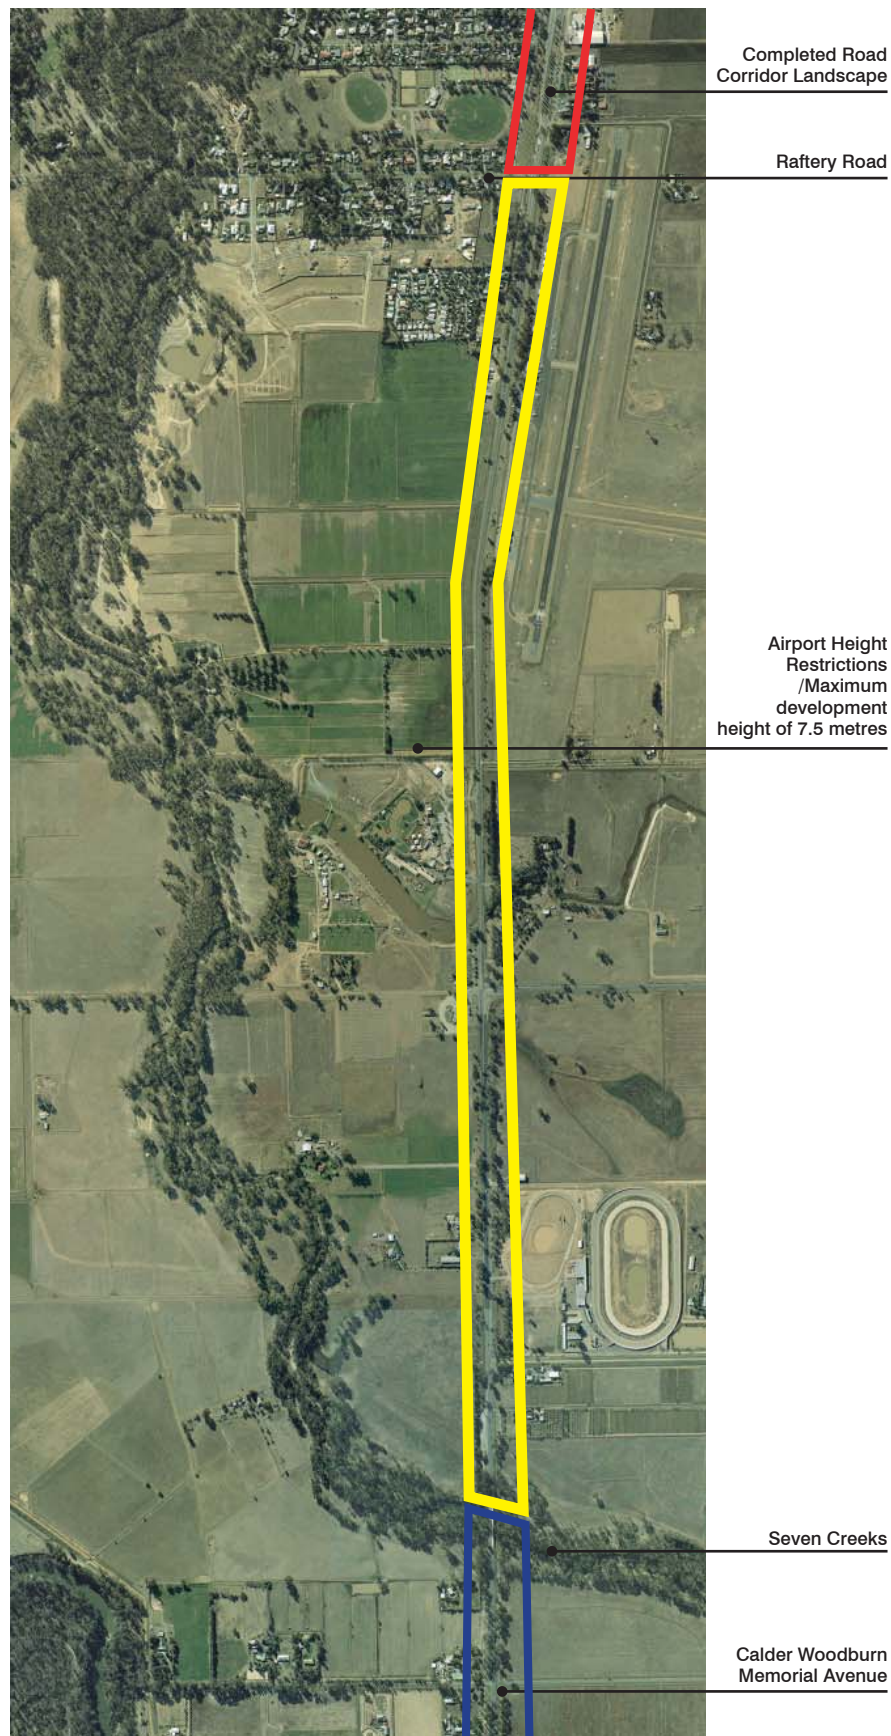 Completed Road
Corridor Landscape
Raftery Road
Airport Height
Restrictions
/Maximum
development
height of 7.5 metres
Seven Creeks
Calder Woodburn
Memorial Avenue